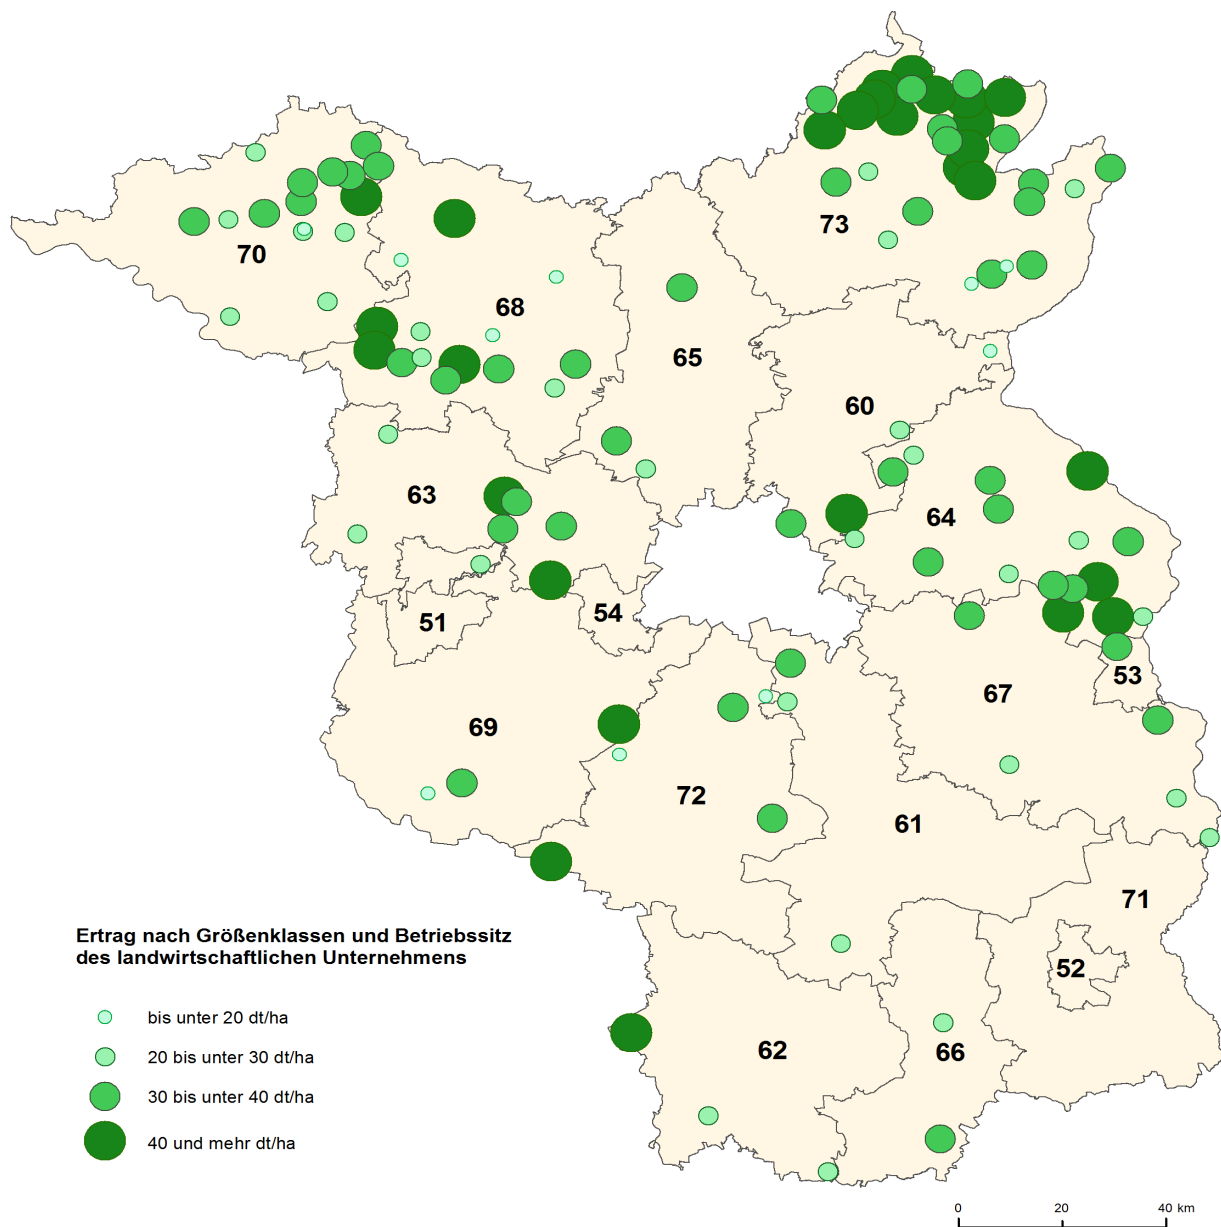 73
70
68
65
60
63
64
51
54
53
67
69
72
61
71
52
62
66
Ertrag nach Größenklassen und Betriebssitz
des landwirtschaftlichen Unternehmens
bis unter 20 dt/ha
20 bis unter 30 dt/ha
30 bis unter 40 dt/ha
40 und mehr dt/ha
0 20 40 km